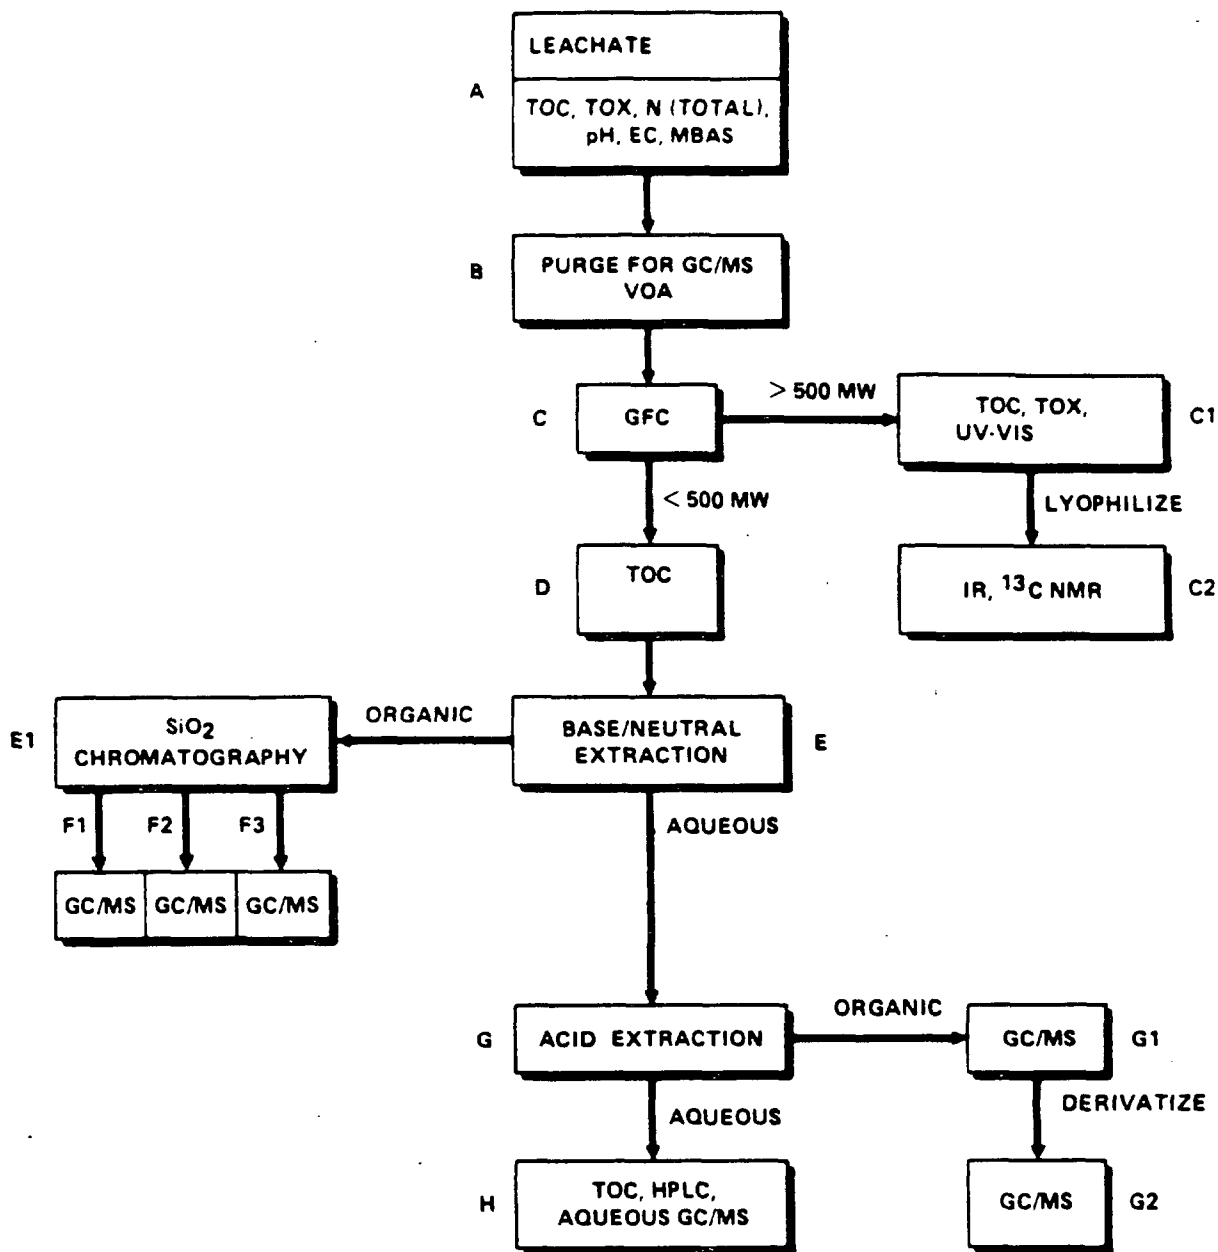 LEACHATE
A
TOC, TOX, N (TOTAL),
pH, EC, MBAS
B
PURGE FOR GC/MS
VOA
C
GFC
> 500 MW
TOC, TOX,
UV-VIS
C1
< 500 MW
LYOPHILIZE
D
TOC
IR, ¹³C NMR
C2
E1
SiO₂
CHROMATOGRAPHY
ORGANIC
BASE/NEUTRAL
EXTRACTION
E
F1
F2
F3
AQUEOUS
GC/MS
GC/MS
GC/MS
G
ACID EXTRACTION
ORGANIC
GC/MS
G1
AQUEOUS
DERIVATIZE
H
TOC, HPLC,
AQUEOUS GC/MS
GC/MS
G2